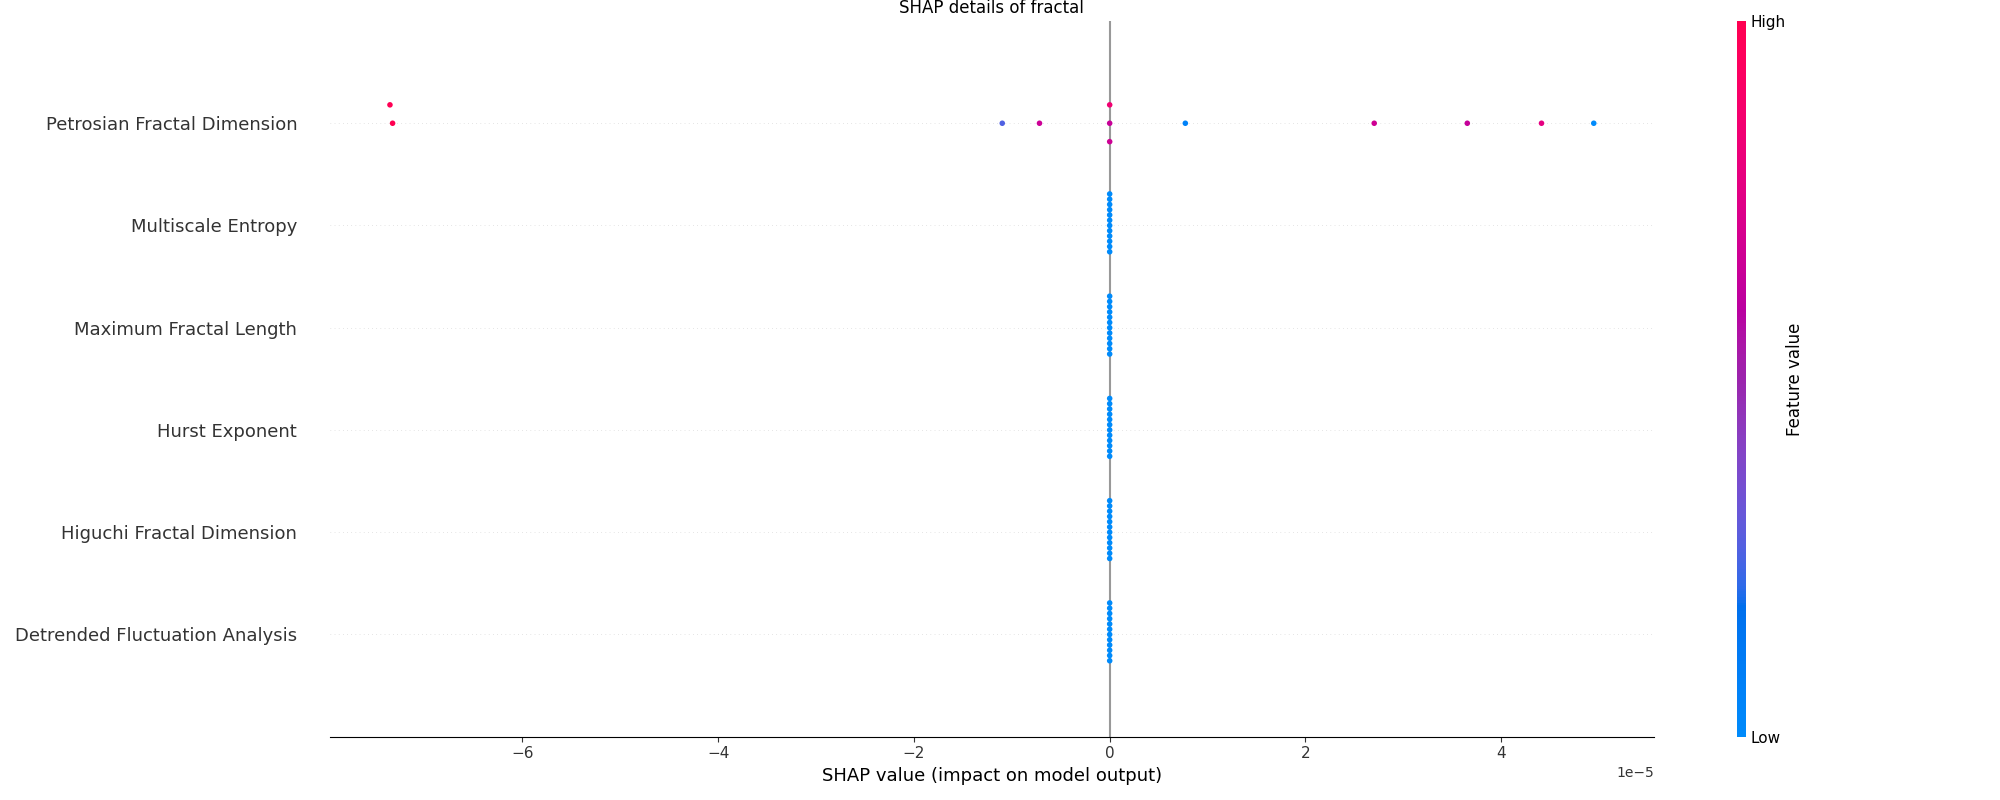 SHAP details of fractal
High
Petrosian Fractal Dimension
Multiscale Entropy
Maximum Fractal Length
Hurst Exponent
Higuchi Fractal Dimension
Detrended Fluctuation Analysis
Feature value
Low
−6 −4 −2 0 2 4
1e−5
SHAP value (impact on model output)